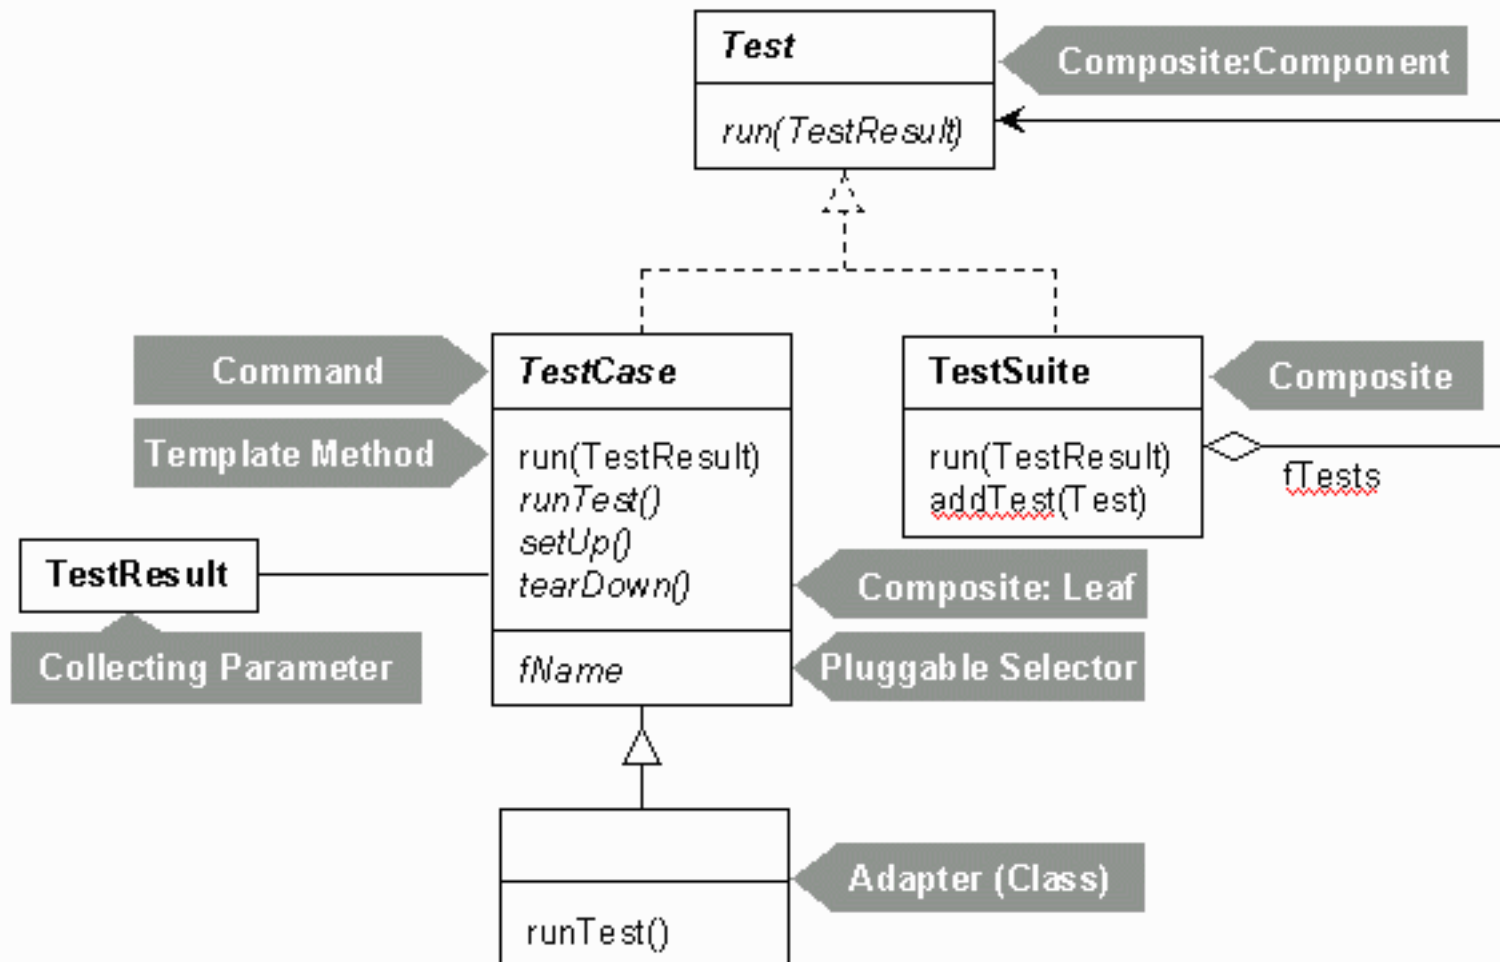 Test
Composite:Component
run(TestResult)
Command
TestCase
TestSuite
Composite
Template Method
run(TestResult)
runTest()
setUp()
tearDown()
run(TestResult)
addTest(Test)
fTests
TestResult
Composite: Leaf
Collecting Parameter
fName
Pluggable Selector
Adapter (Class)
runTest()